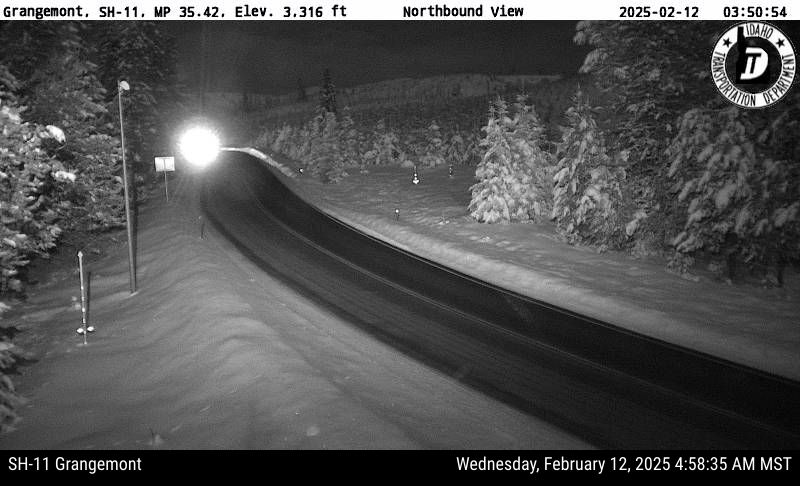 Grangemont, SH-11, MP 35.42, Elev. 3,316 ft Northbound View 2025-02-12 03:50:54
IDAHO
TRANSPORTATION DEPARTMENT
SH-11 Grangemont Wednesday, February 12, 2025 4:58:35 AM MST